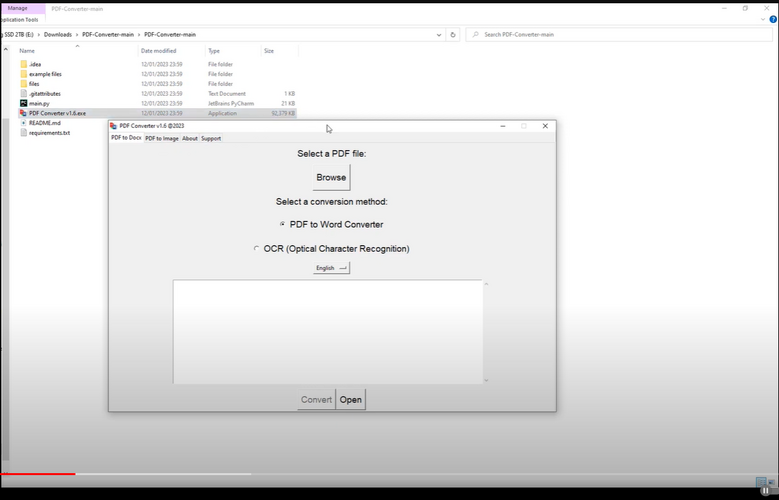 Manage PDF-Converter-main
pplication Tools
g SSD 2TB (E:) Downloads PDF-Converter-main PDF-Converter-main Search PDF-Converter-main
Name Date modified Type Size
.idea 12/01/2023 23:59 File folder
example files 12/01/2023 23:59 File folder
files 12/01/2023 23:59 File folder
.gitattributes 12/01/2023 23:59 Text Document 1 KB
main.py 12/01/2023 23:59 JetBrains PyCharm 21 KB
PDF Converter v1.6.exe 12/01/2023 23:59 Application 92,379 KB
README.md
requirements.txt
PDF Converter v1.6 @2023
PDF to Docx PDF to Image About Support
Select a PDF file:
Browse
Select a conversion method:
PDF to Word Converter
OCR (Optical Character Recognition)
English
Convert Open